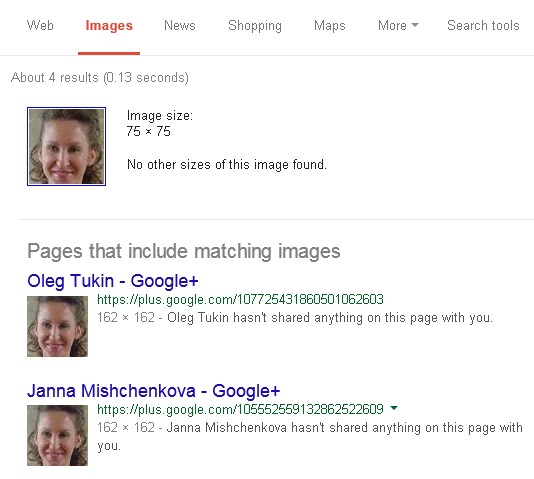 Web Images News Shopping Maps More Search tools
About 4 results (0.13 seconds)
Image size:
75 × 75
No other sizes of this image found.
Pages that include matching images
Oleg Tukin - Google+
https://plus.google.com/107725431860501062603
162 × 162 - Oleg Tukin hasn't shared anything on this page with you.
Janna Mishchenkova - Google+
https://plus.google.com/105552559132862522609
162 × 162 - Janna Mishchenkova hasn't shared anything on this page with
you.